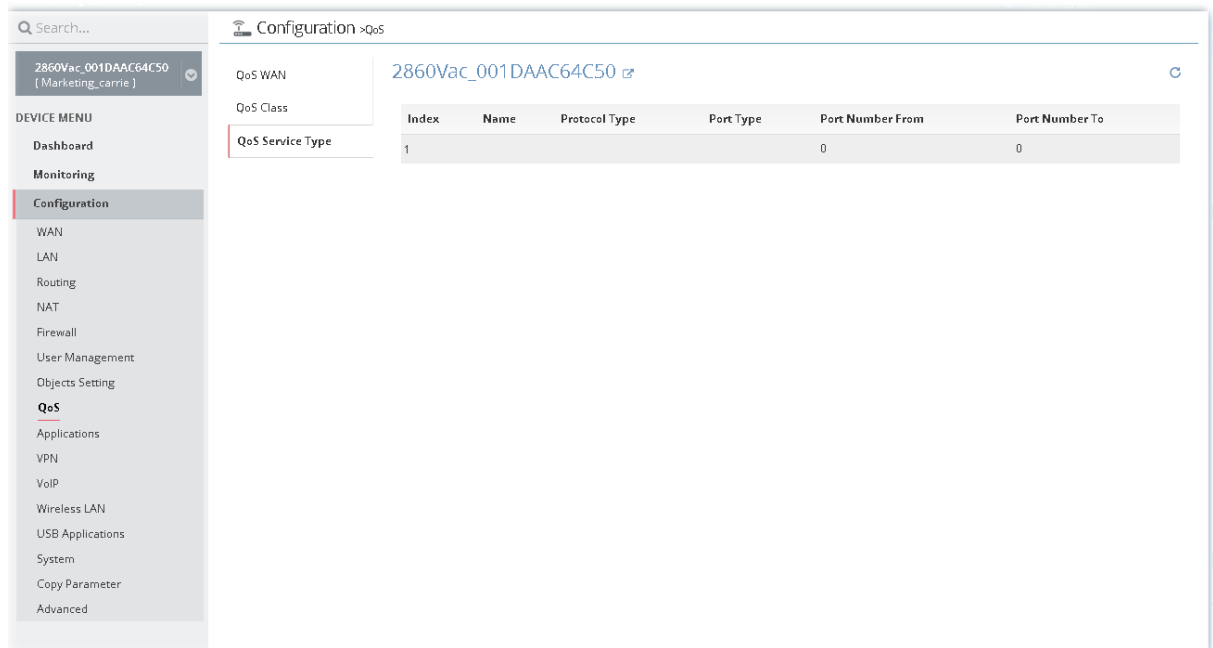 Search...
Configuration >QoS
2860Vac_001DAAC64C50
( Marketing_carrie )
DEVICE MENU
Dashboard
Monitoring
Configuration
WAN
LAN
Routing
NAT
Firewall
User Management
Objects Setting
QoS
Applications
VPN
VoIP
Wireless LAN
USB Applications
System
Copy Parameter
Advanced
QoS WAN
QoS Class
QoS Service Type
2860Vac_001DAAC64C50
Index Name Protocol Type Port Type Port Number From Port Number To
1 0 0